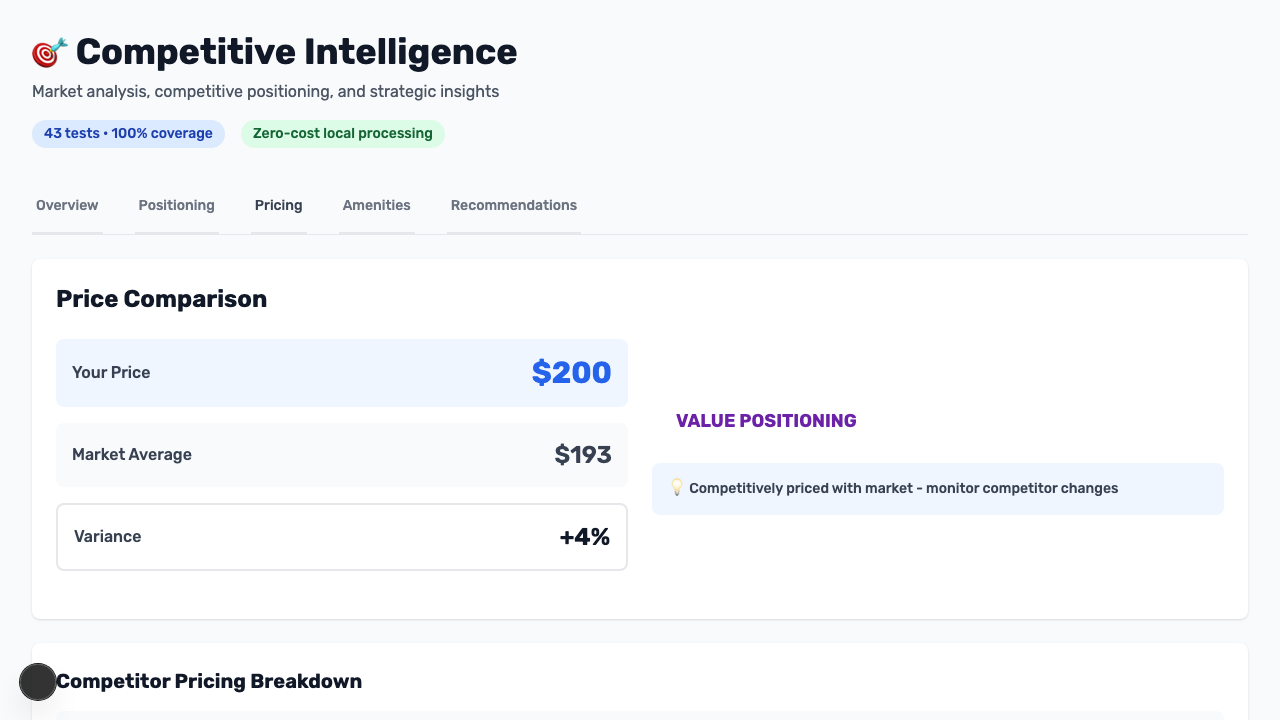 🎯 Competitive Intelligence
Market analysis, competitive positioning, and strategic insights
43 tests • 100% coverage
Zero-cost local processing
Overview
Positioning
Pricing
Amenities
Recommendations
Price Comparison
Your Price
$200
Market Average
$193
Variance
+4%
VALUE POSITIONING
💡 Competitively priced with market - monitor competitor changes
Competitor Pricing Breakdown